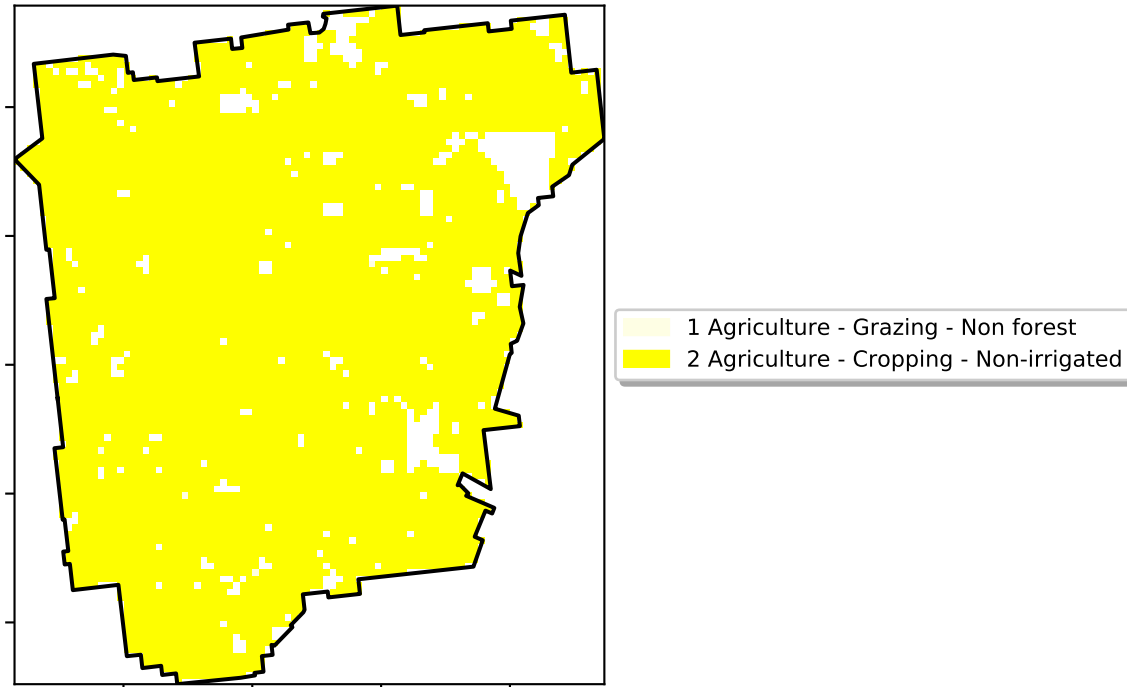 1 Agriculture - Grazing - Non forest
2 Agriculture - Cropping - Non-irrigated